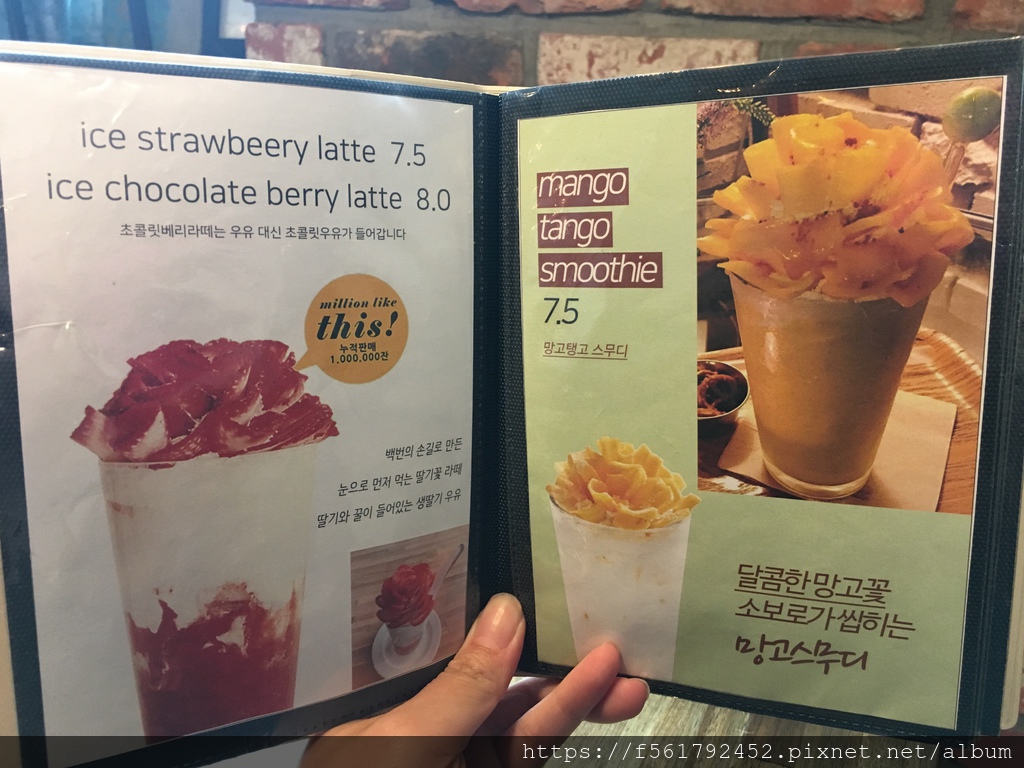 ice strawbeery latte 7.5
ice chocolate berry latte 8.0
초콜릿베리라떼는 우유 대신 초콜릿우유가 들어갑니다
million like
this!
누적판매
1,000,000잔
백번의 손길로 만든
눈으로 먼저 먹는 딸기꽃 라떼
딸기와 꿀이 들어있는 생딸기 우유
mango
tango
smoothie
7.5
망고탱고 스무디
달콤한 망고꽃
소보로가 씹히는
망고스무디
https://f561792452.pixnet.net/album